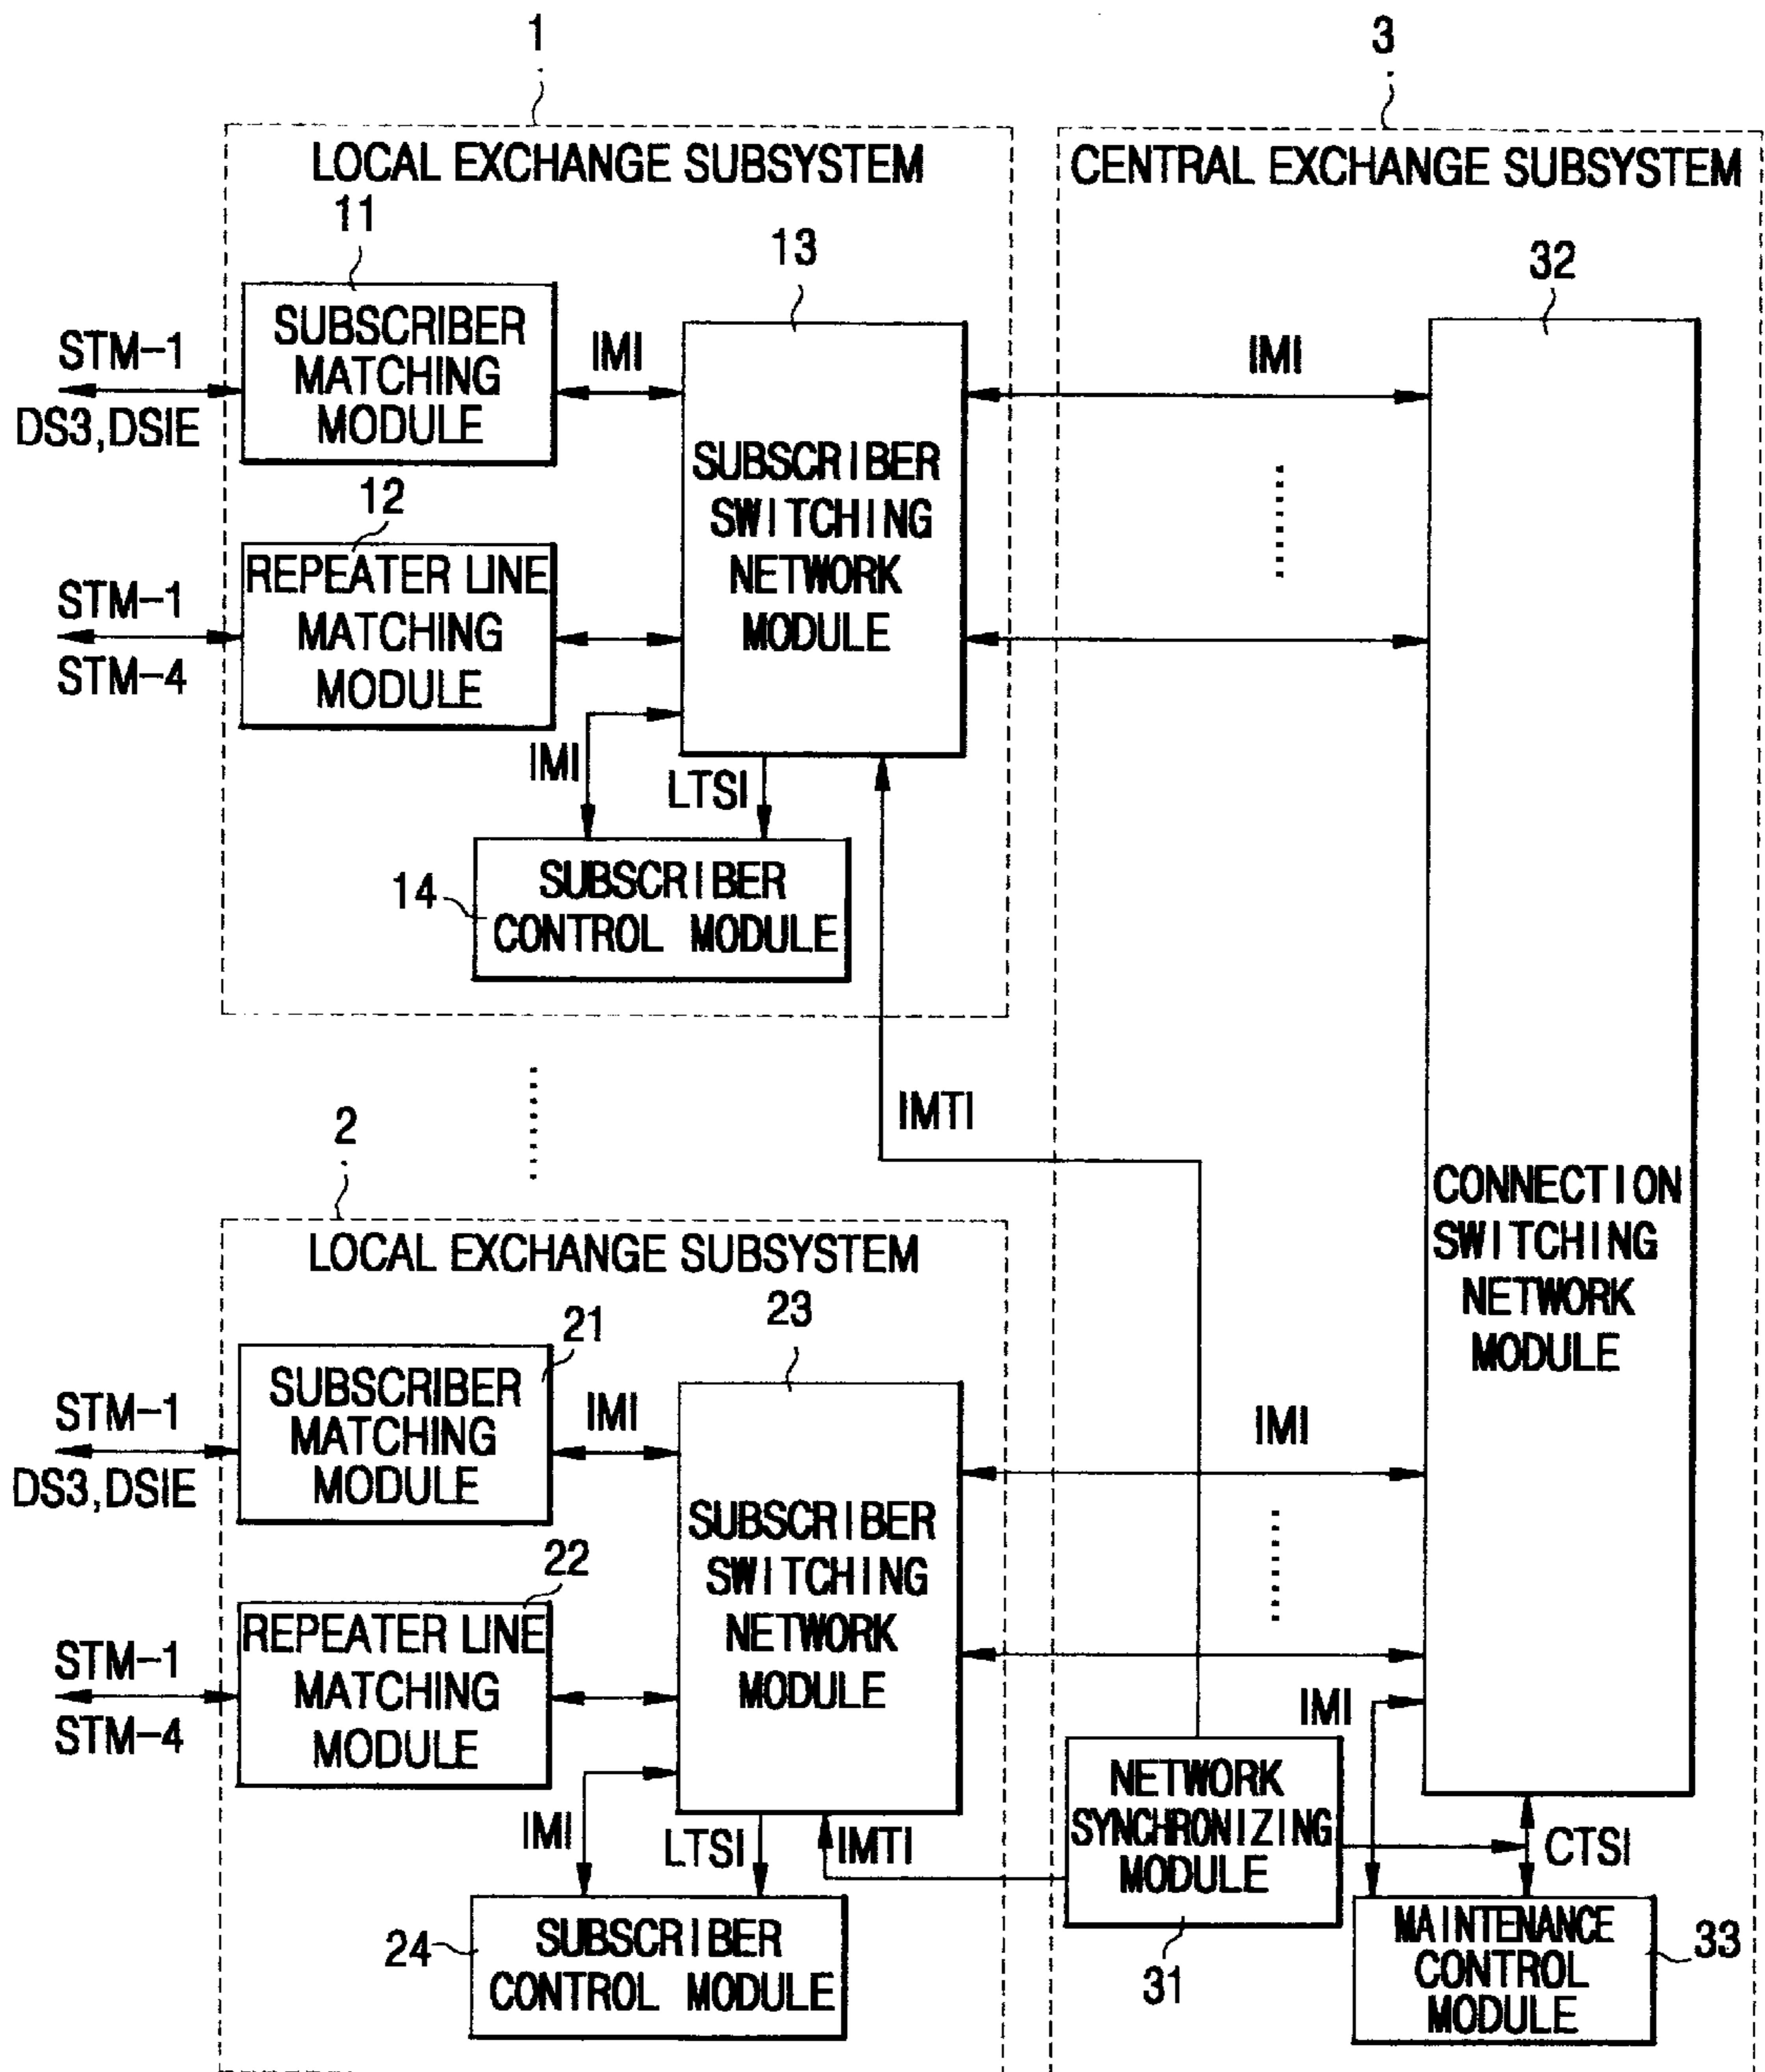 1
3
LOCAL EXCHANGE SUBSYSTEM
CENTRAL EXCHANGE SUBSYSTEM
11
13
32
STM-1
DS3,DSIE
SUBSCRIBER
MATCHING
MODULE
IMI
IMI
12
SUBSCRIBER
SWITCHING
NETWORK
MODULE
STM-1
STM-4
REPEATER LINE
MATCHING
MODULE
IMI
LTSI
14
SUBSCRIBER
CONTROL MODULE
IMTI
2
CONNECTION
SWITCHING
NETWORK
MODULE
LOCAL EXCHANGE SUBSYSTEM
21
23
STM-1
DS3,DSIE
SUBSCRIBER
MATCHING
MODULE
IMI
IMI
22
SUBSCRIBER
SWITCHING
NETWORK
MODULE
STM-1
STM-4
REPEATER LINE
MATCHING
MODULE
IMI
IMI
LTSI
IMTI
NETWORK
SYNCHRONIZING
MODULE
CTSI
24
SUBSCRIBER
CONTROL MODULE
31
MAINTENANCE
CONTROL
MODULE
33